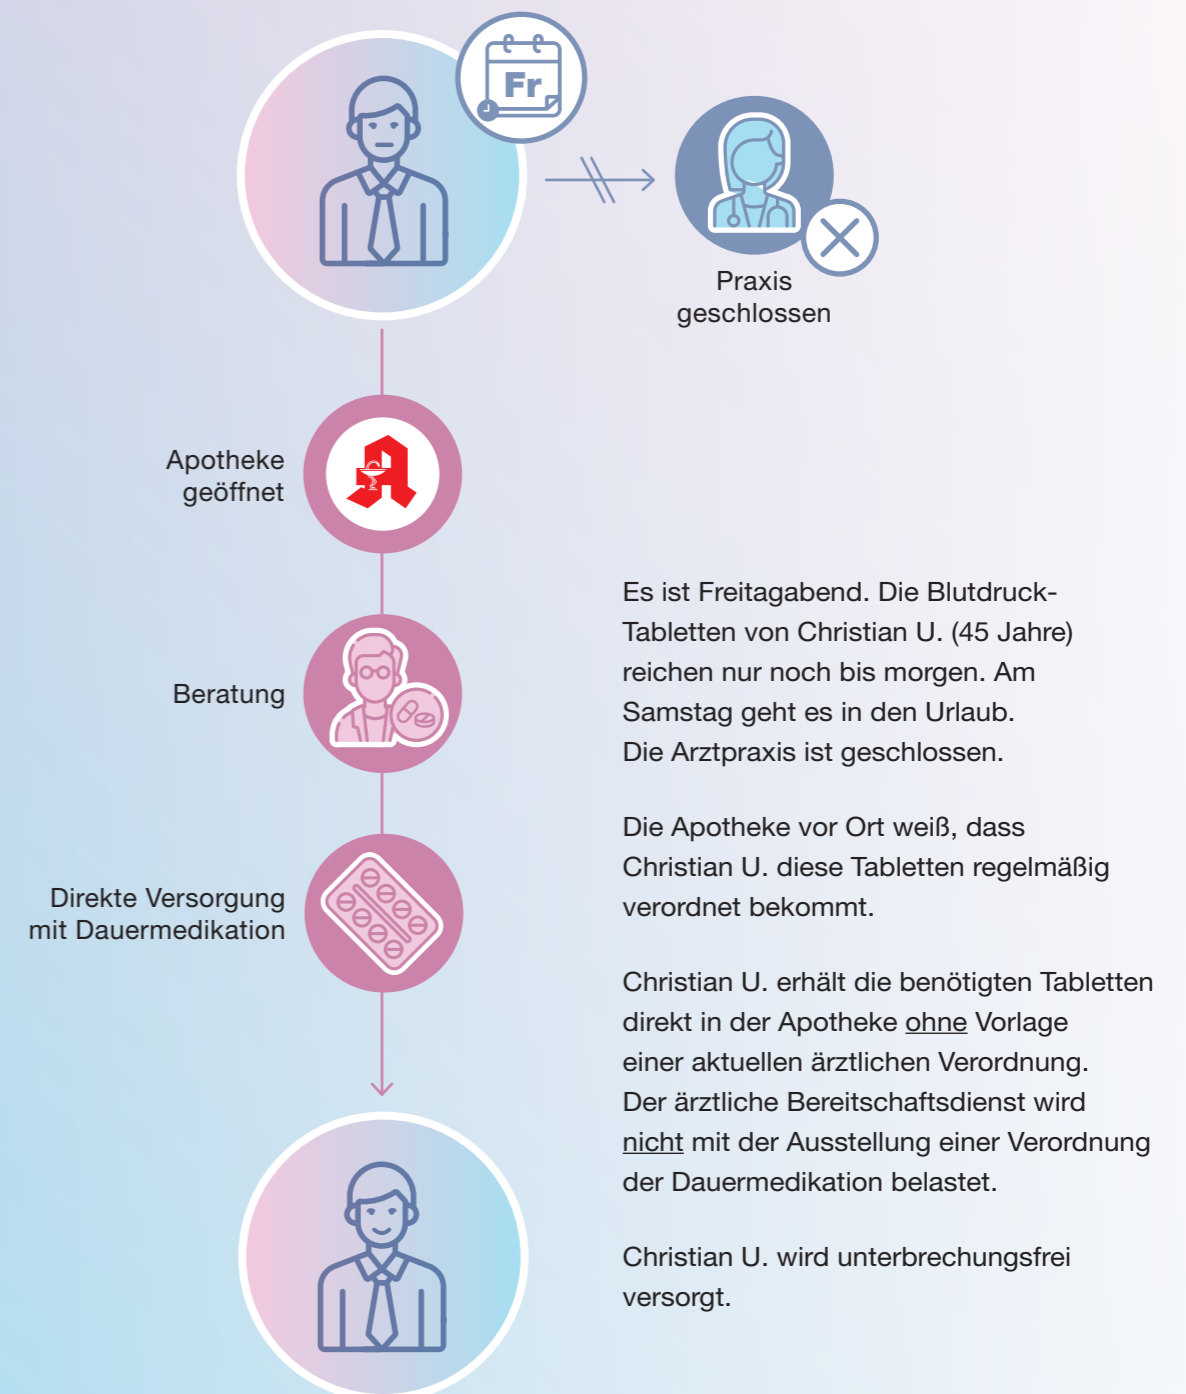 Fr
Praxis
geschlossen
Apotheke
geöffnet
Beratung
Direkte Versorgung
mit Dauermedikation
Es ist Freitagabend. Die Blutdruck-
Tabletten von Christian U. (45 Jahre)
reichen nur noch bis morgen. Am
Samstag geht es in den Urlaub.
Die Arztpraxis ist geschlossen.
Die Apotheke vor Ort weiß, dass
Christian U. diese Tabletten regelmäßig
verordnet bekommt.
Christian U. erhält die benötigten Tabletten
direkt in der Apotheke ohne Vorlage
einer aktuellen ärztlichen Verordnung.
Der ärztliche Bereitschaftsdienst wird
nicht mit der Ausstellung einer Verordnung
der Dauermedikation belastet.
Christian U. wird unterbrechungsfrei
versorgt.